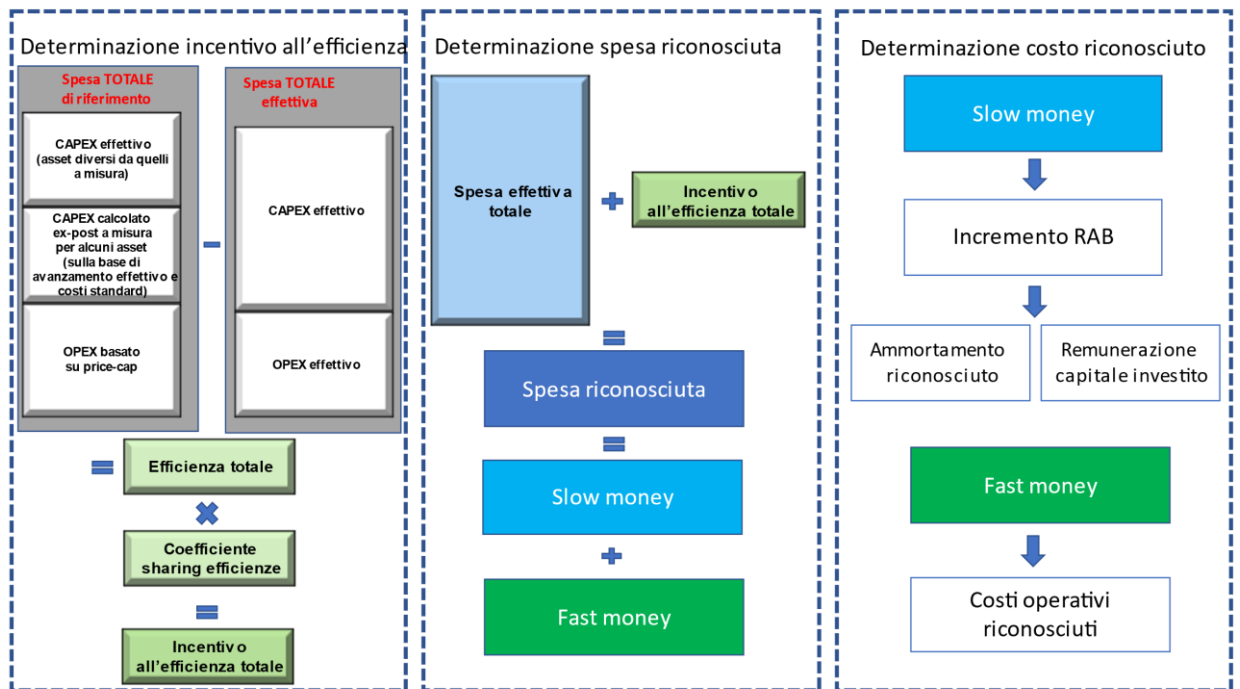 Determinazione incentivo all'efficienza
Spesa TOTALE
di riferimento
CAPEX effettivo
(asset diversi da quelli
a misura)
CAPEX calcolato
ex-post a misura
per alcuni asset
(sulla base di
avanzamento effettivo e
costi standard)
OPEX basato
su price-cap
Spesa TOTALE
effettiva
CAPEX effettivo
OPEX effettivo
Efficienza totale
Coefficiente
sharing efficienze
Incentivo
all'efficienza totale
Determinazione spesa riconosciuta
Spesa effettiva
totale
Incentivo
all'efficienza totale
Spesa riconosciuta
Slow money
Fast money
Determinazione costo riconosciuto
Slow money
Incremento RAB
Ammortamento
riconosciuto
Remunerazione
capitale investito
Fast money
Costi operativi
riconosciuti